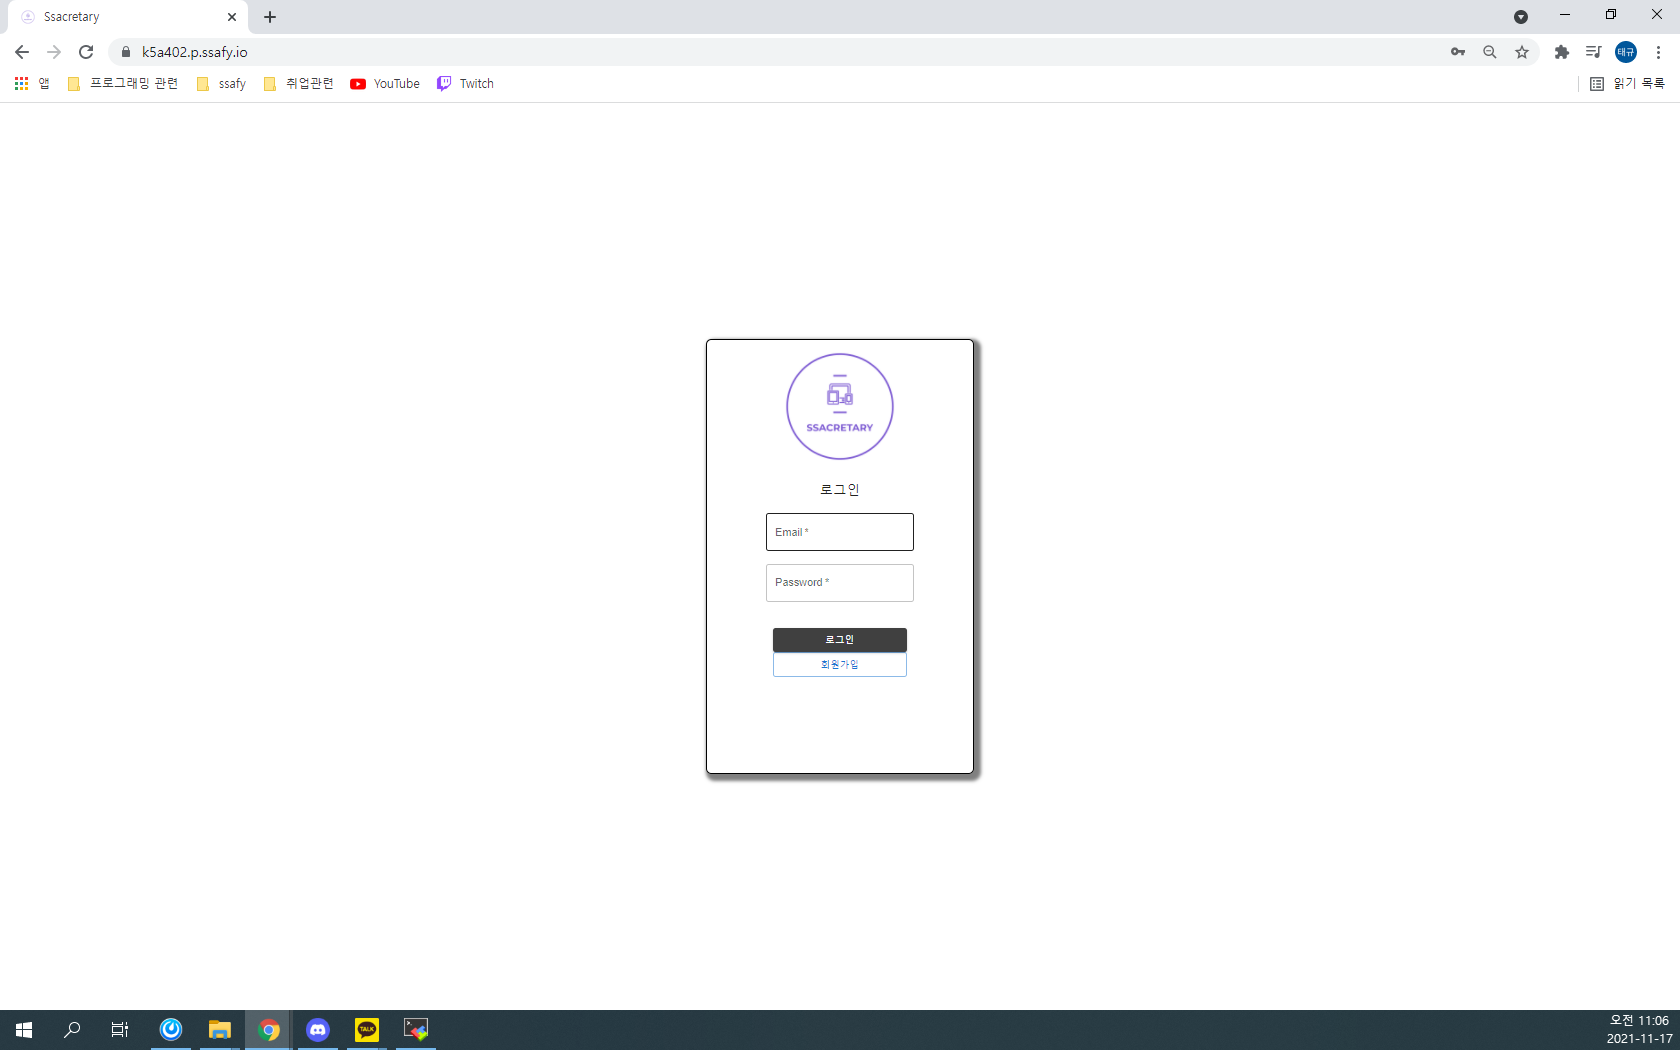 Ssacretary
k5a402.p.ssafy.io
태규
앱
프로그래밍 관련
ssafy
취업관련
YouTube
Twitch
읽기 목록
SSACRETARY
로그인
Email *
Password *
로그인
회원가입
TALK
오전 11:06
2021-11-17